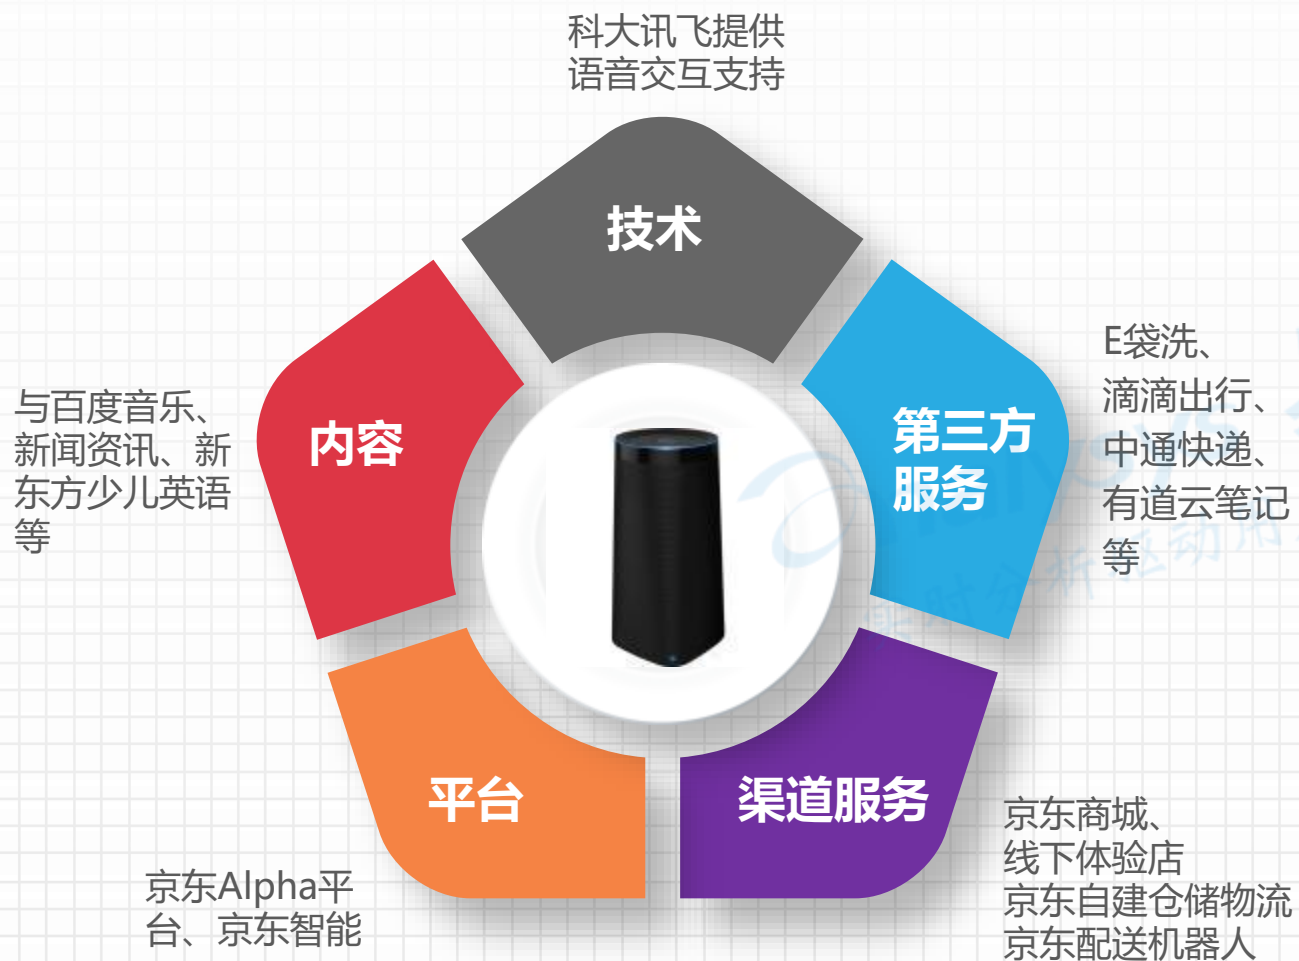 科大讯飞提供
语音交互支持
技术
内容
与百度音乐、
新闻资讯、新
东方少儿英语
等
第三方
服务
E袋洗、
滴滴出行、
中通快递、
有道云笔记
等
平台
京东Alpha平
台、京东智能
渠道服务
京东商城、
线下体验店
京东自建仓储物流
京东配送机器人